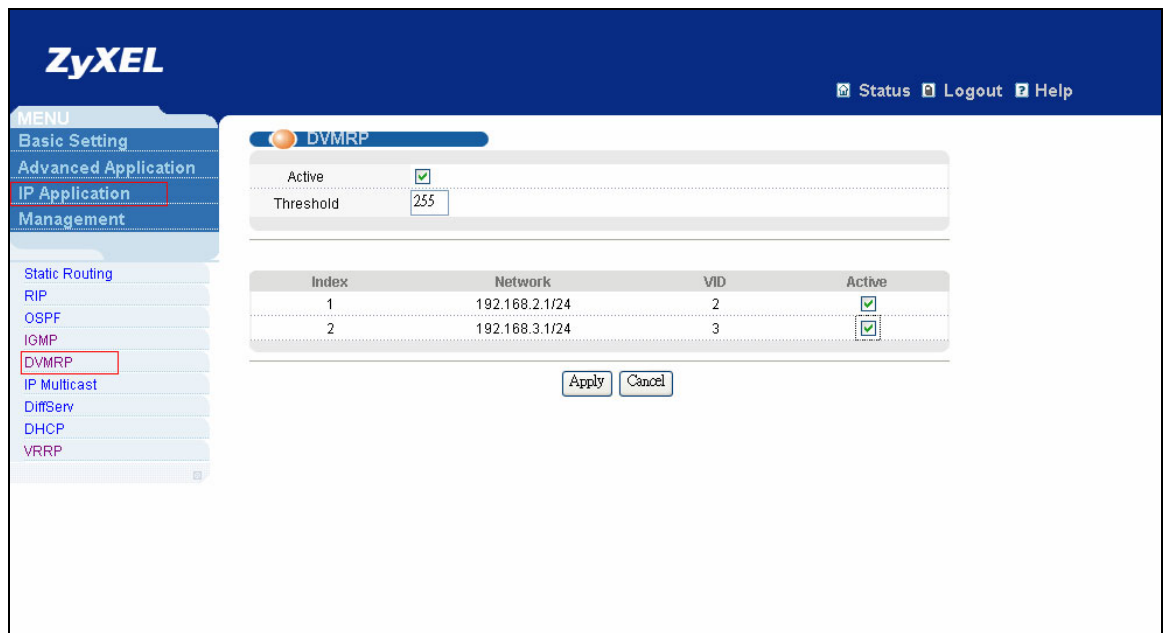 ZyXEL
Status Logout Help
MENU
Basic Setting
Advanced Application
IP Application
Management
Static Routing
RIP
OSPF
IGMP
DVMRP
IP Multicast
DiffServ
DHCP
VRRP
DVMRP
Active
Threshold 255
Index Network VID Active
1 192.168.2.1/24 2
2 192.168.3.1/24 3
Apply Cancel